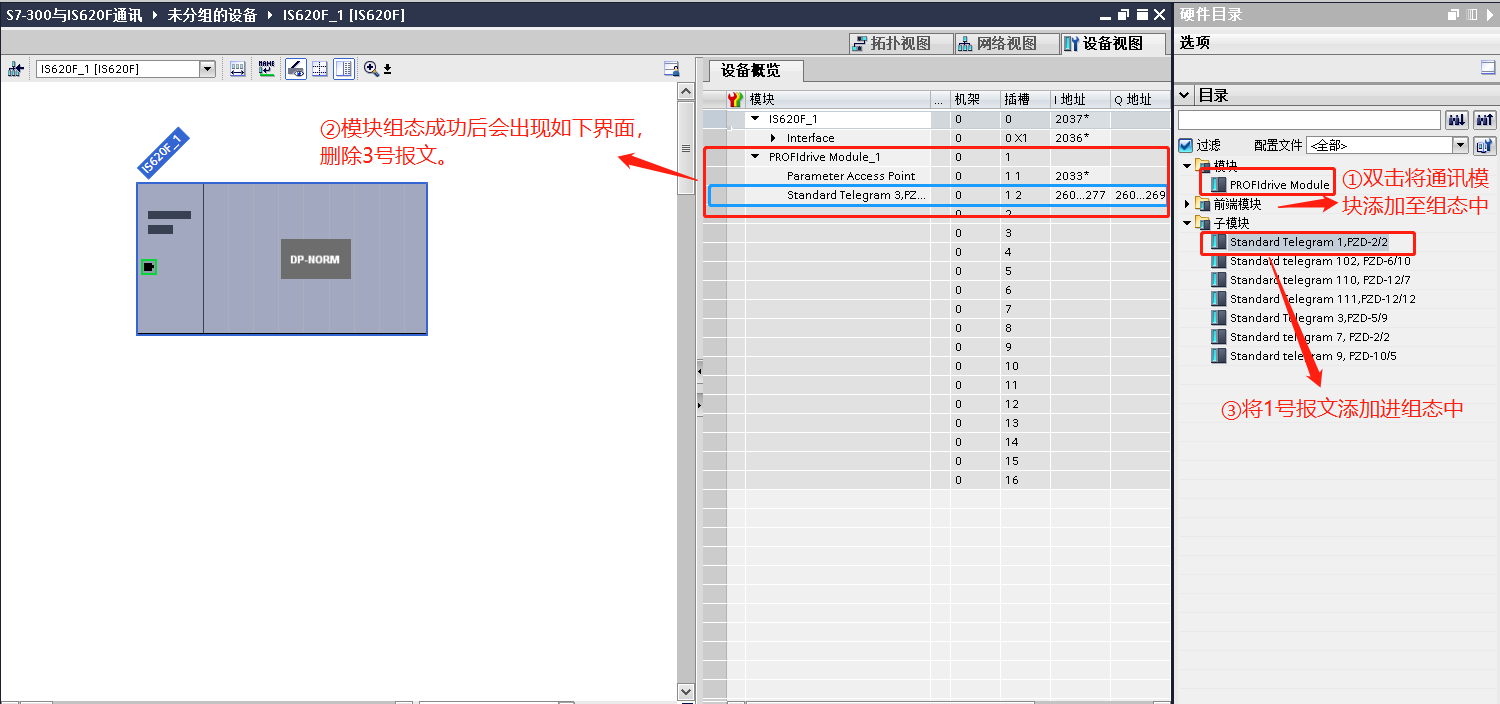 S7-300与IS620F通讯 ▸ 未分组的设备 ▸ IS620F_1 [IS620F]
拓扑视图 网络视图 设备视图
IS620F_1 [IS620F]
②模块组态成功后会出现如下界面，
删除3号报文。
IS620F_1
DP-NORM
设备概览
模块 ... 机架 插槽 I 地址 Q 地址
IS620F_1 0 0 2037*
Interface 0 0 X1 2036*
PROFIdrive Module_1 0 1
Parameter Access Point 0 1 1 2033*
Standard Telegram 3,PZ... 0 1 2 260...277 260...269
0 2
0 3
0 4
0 5
0 6
0 7
0 8
0 9
0 10
0 11
0 12
0 13
0 14
0 15
0 16
硬件目录
选项
目录
过滤 配置文件 <全部>
模块
PROFIdrive Module
①双击将通讯模
块添加至组态中
前端模块
子模块
Standard Telegram 1,PZD-2/2
Standard telegram 102, PZD-6/10
Standard telegram 110, PZD-12/7
Standard Telegram 111,PZD-12/12
Standard Telegram 3,PZD-5/9
Standard telegram 7, PZD-2/2
Standard telegram 9, PZD-10/5
③将1号报文添加进组态中